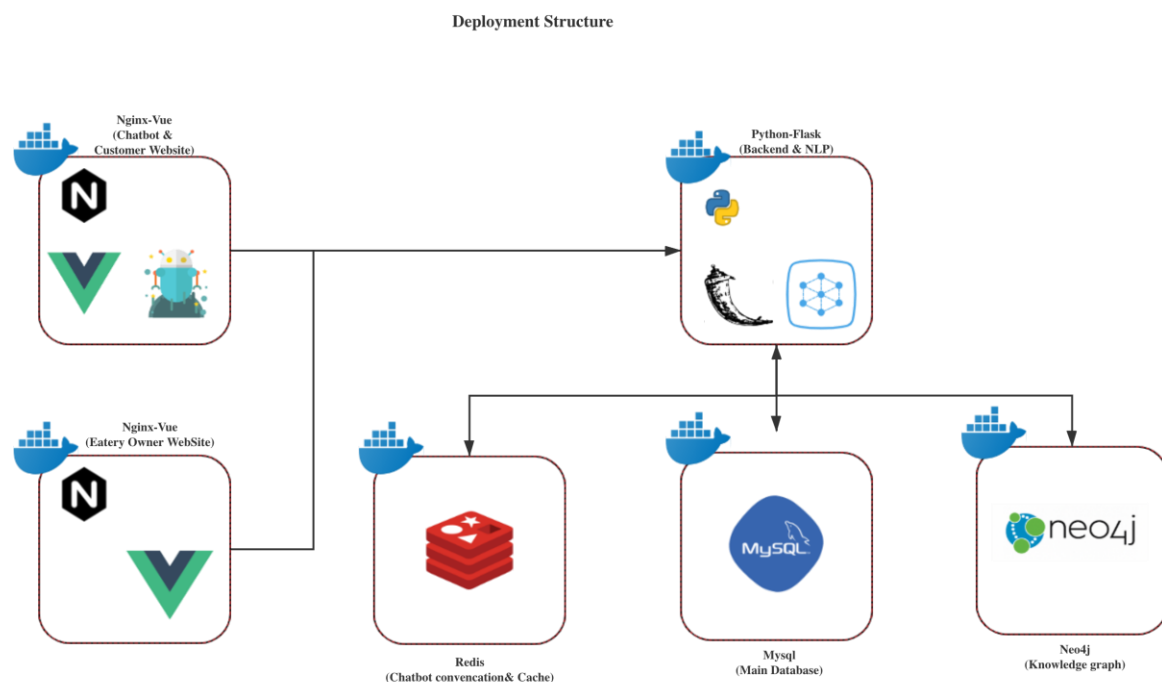 Deployment Structure
Nginx-Vue
(Chatbot &
Customer Website)
N
Python-Flask
(Backend & NLP)
Nginx-Vue
(Eatery Owner WebSite)
N
MySQL
neo4j
Redis
(Chatbot convencation& Cache)
Mysql
(Main Database)
Neo4j
(Knowledge graph)